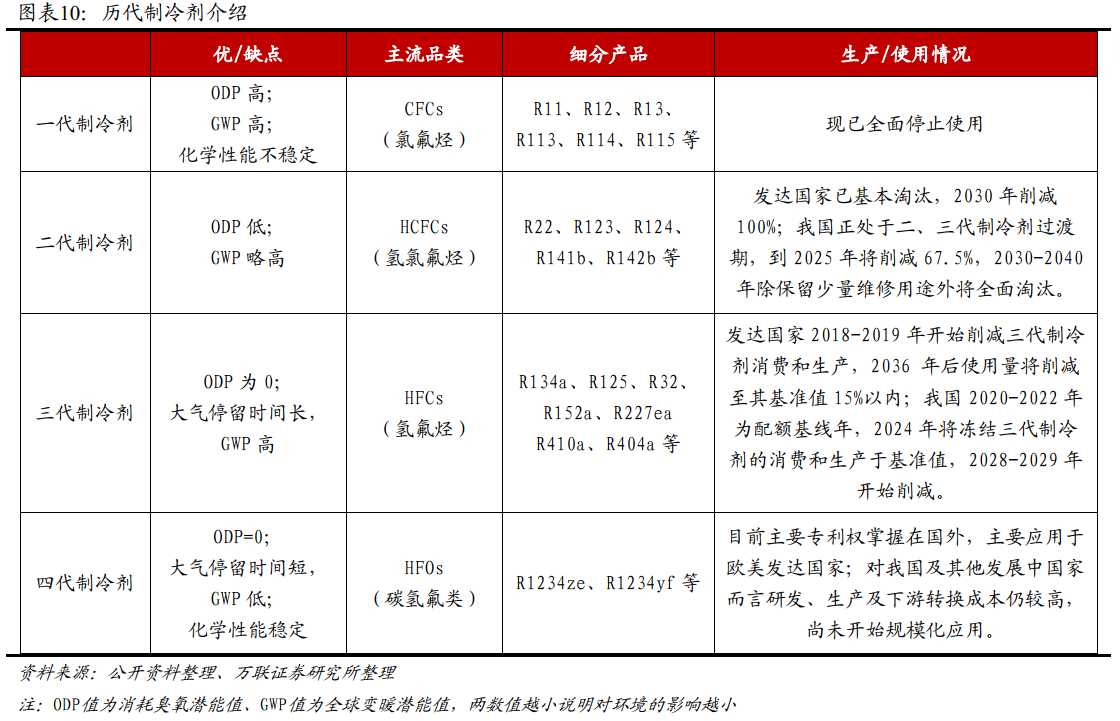 图表10：历代制冷剂介绍
优/缺点 主流品类 细分产品 生产/使用情况
一代制冷剂
ODP 高；
GWP 高；
化学性能不稳定
CFCs
（氯氟烃）
R11、R12、R13、
R113、R114、R115 等
现已全面停止使用
二代制冷剂
ODP 低；
GWP 略高
HCFCs
（氢氯氟烃）
R22、R123、R124、
R141b、R142b 等
发达国家已基本淘汰，2030 年削减
100%；我国正处于二、三代制冷剂过渡
期，到 2025 年将削减 67.5%，2030-2040
年除保留少量维修用途外将全面淘汰。
三代制冷剂
ODP 为 0；
大气停留时间长，
GWP 高
HFCs
（氢氟烃）
R134a、R125、R32、
R152a、R227ea
R410a、R404a 等
发达国家 2018-2019 年开始削减三代制冷
剂消费和生产，2036 年后使用量将削减
至其基准值 15%以内；我国 2020-2022 年
为配额基线年，2024 年将冻结三代制冷
剂的消费和生产于基准值，2028-2029 年
开始削减。
四代制冷剂
ODP=0；
大气停留时间短，
GWP 低；
化学性能稳定
HFOs
（碳氢氟类）
R1234ze、R1234yf 等
目前主要专利权掌握在国外，主要应用于
欧美发达国家；对我国及其他发展中国家
而言研发、生产及下游转换成本仍较高，
尚未开始规模化应用。
资料来源：公开资料整理、万联证券研究所整理
注：ODP值为消耗臭氧潜能值、GWP值为全球变暖潜能值，两数值越小说明对环境的影响越小